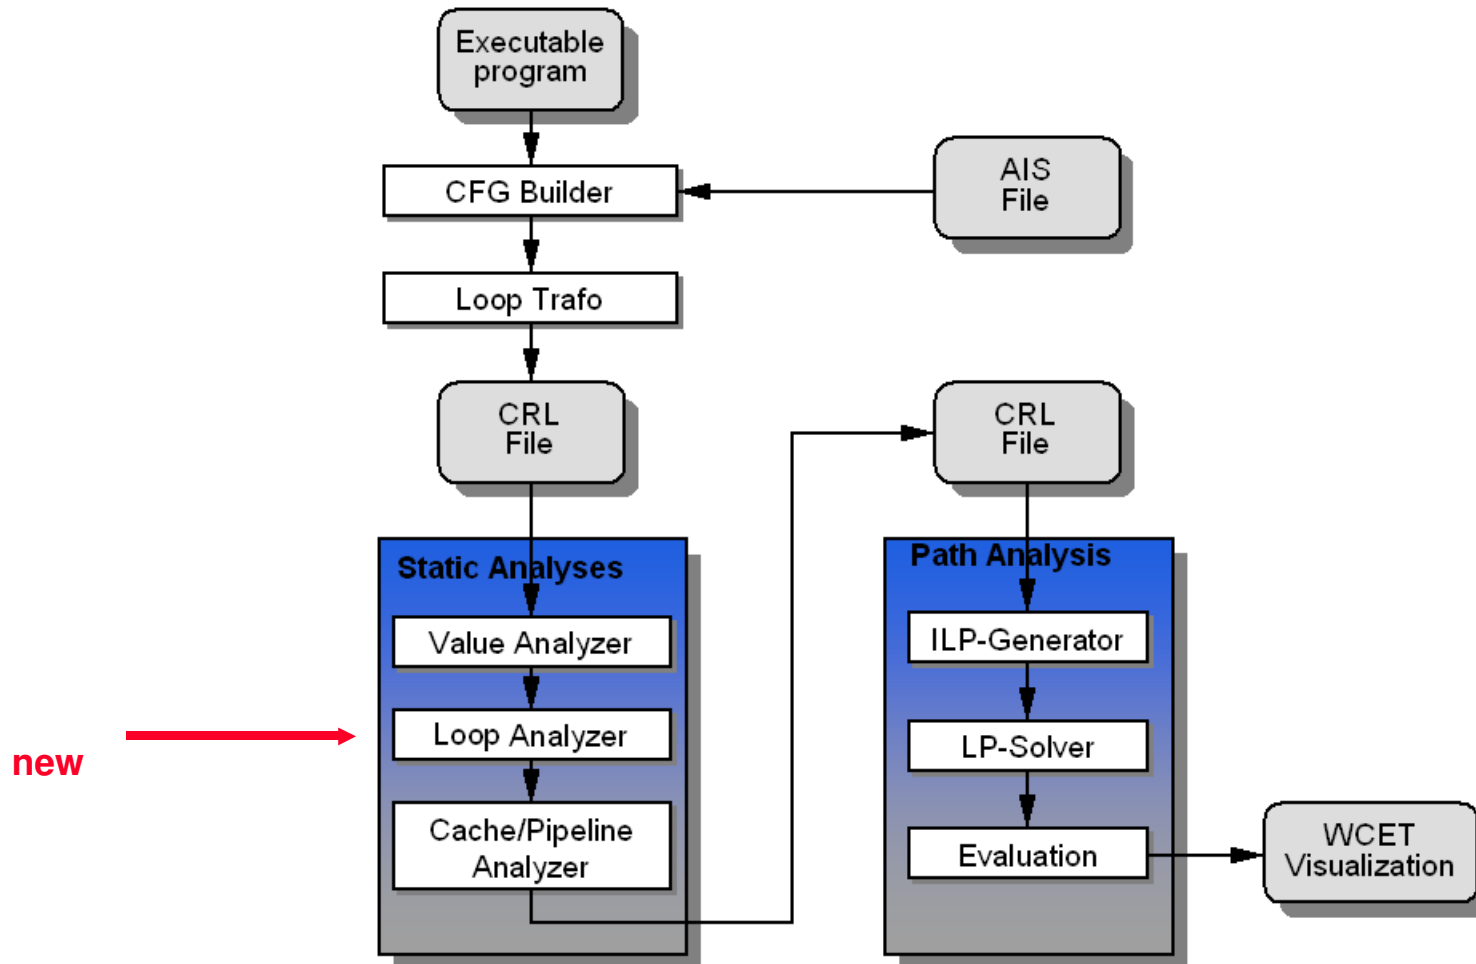 Executable
program
CFG Builder
AIS
File
Loop Trafo
CRL
File
CRL
File
Static Analyses
Value Analyzer
new
Loop Analyzer
Cache/Pipeline
Analyzer
Path Analysis
ILP-Generator
LP-Solver
Evaluation
WCET
Visualization